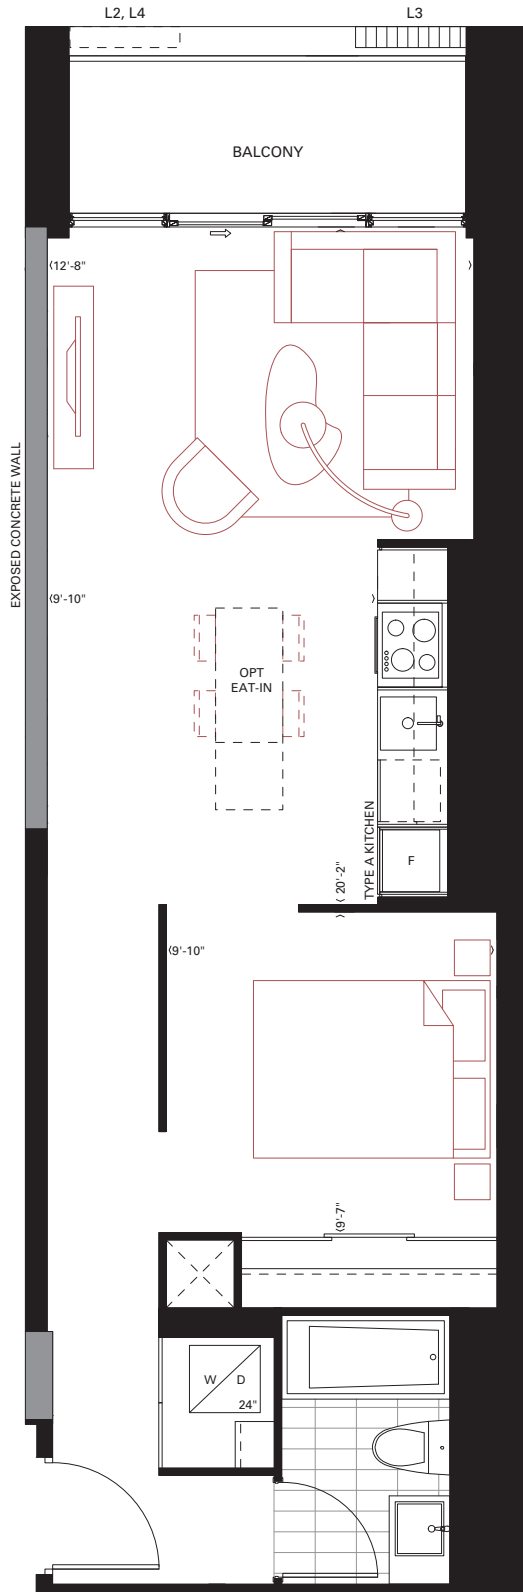 L2, L4
L3
BALCONY
12'-8"
EXPOSED CONCRETE WALL
9'-10"
OPT
EAT-IN
TYPE A KITCHEN
F
20'-2"
9'-10"
9'-7"
W
D
24"